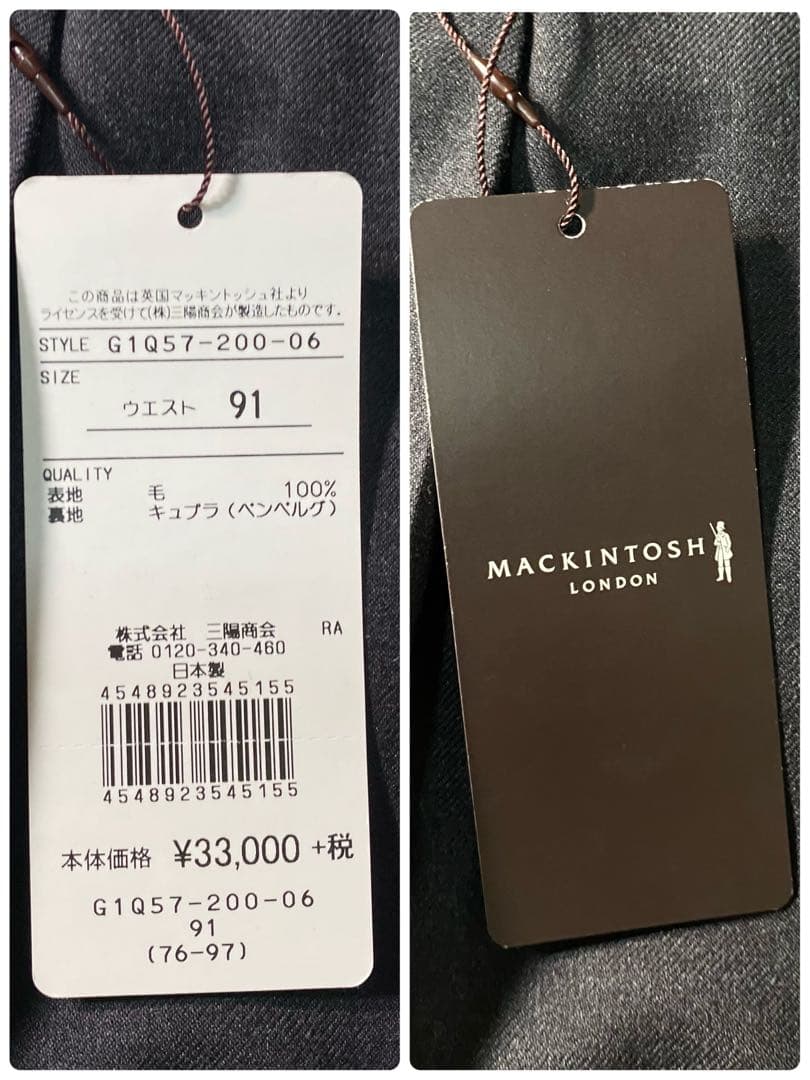 この商品は英国マッキントッシュ社より
ライセンスを受けて(株)三陽商会が製造したものです.
STYLE G1Q57-200-06
SIZE
ウエスト 91
QUALITY
表地 毛 100%
裏地 キュプラ(ベンベルグ)
株式会社 三陽商会 RA
電話 0120-340-460
日本製
4548923545155
4548923545155
本体価格 ¥33,000 +税
G1Q57-200-06
91
(76-97)
MACKINTOSH
LONDON